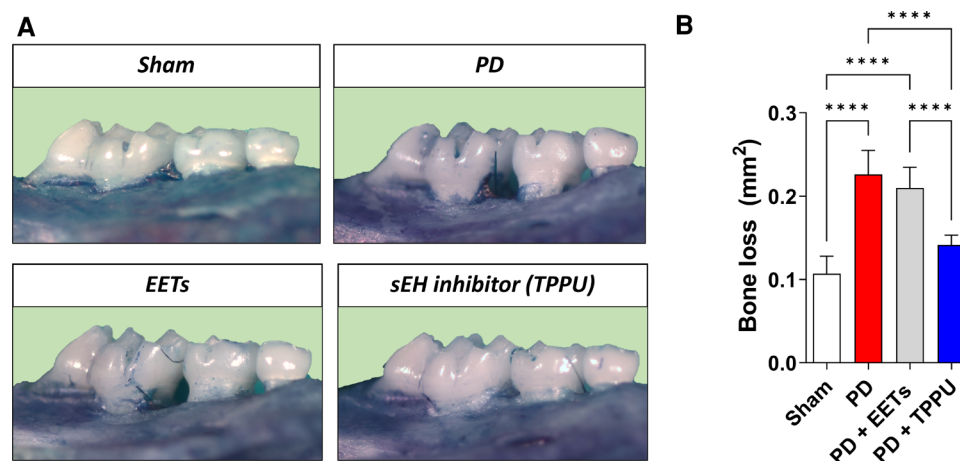 A
Sham
PD
EETs
sEH inhibitor (TPPU)
B
****
****
**** ****
Bone loss (mm²)
0.3
0.2
0.1
0.0
Sham
PD
PD + EETs
PD + TPPU